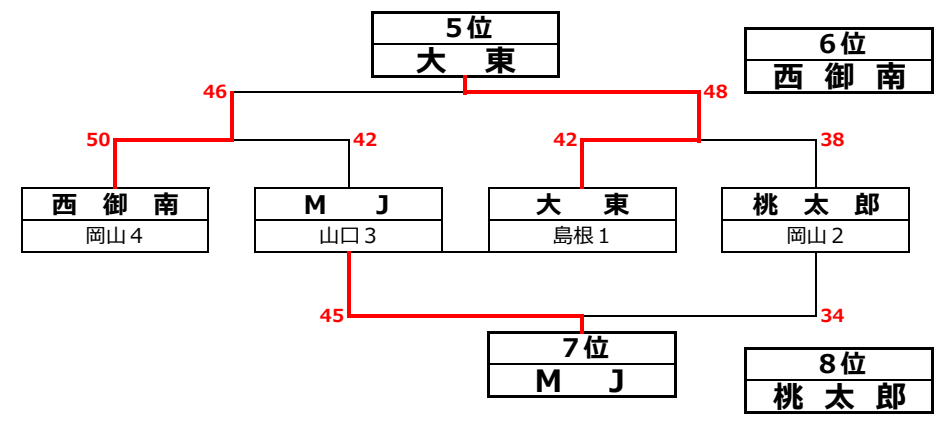 5位
大 東
6位
西 御 南
46
48
50
42
42
38
西 御 南
M J
大 東
桃 太 郎
岡山4
山口3
島根1
岡山2
45
34
7位
M J
8位
桃 太 郎